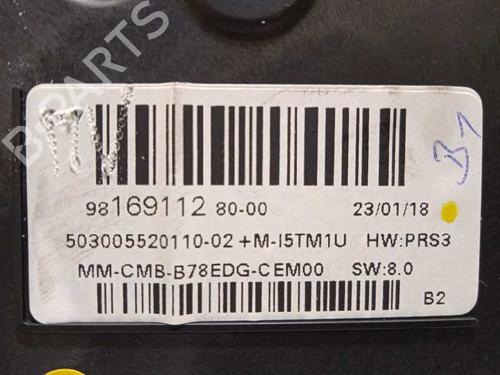 B-PARTS
B1
98169112 80-00 23/01/18
503005520110-02 +M-I5TM1U HW:PRS3
MM-CMB-B78EDG-CEM00 SW:8.0
B2